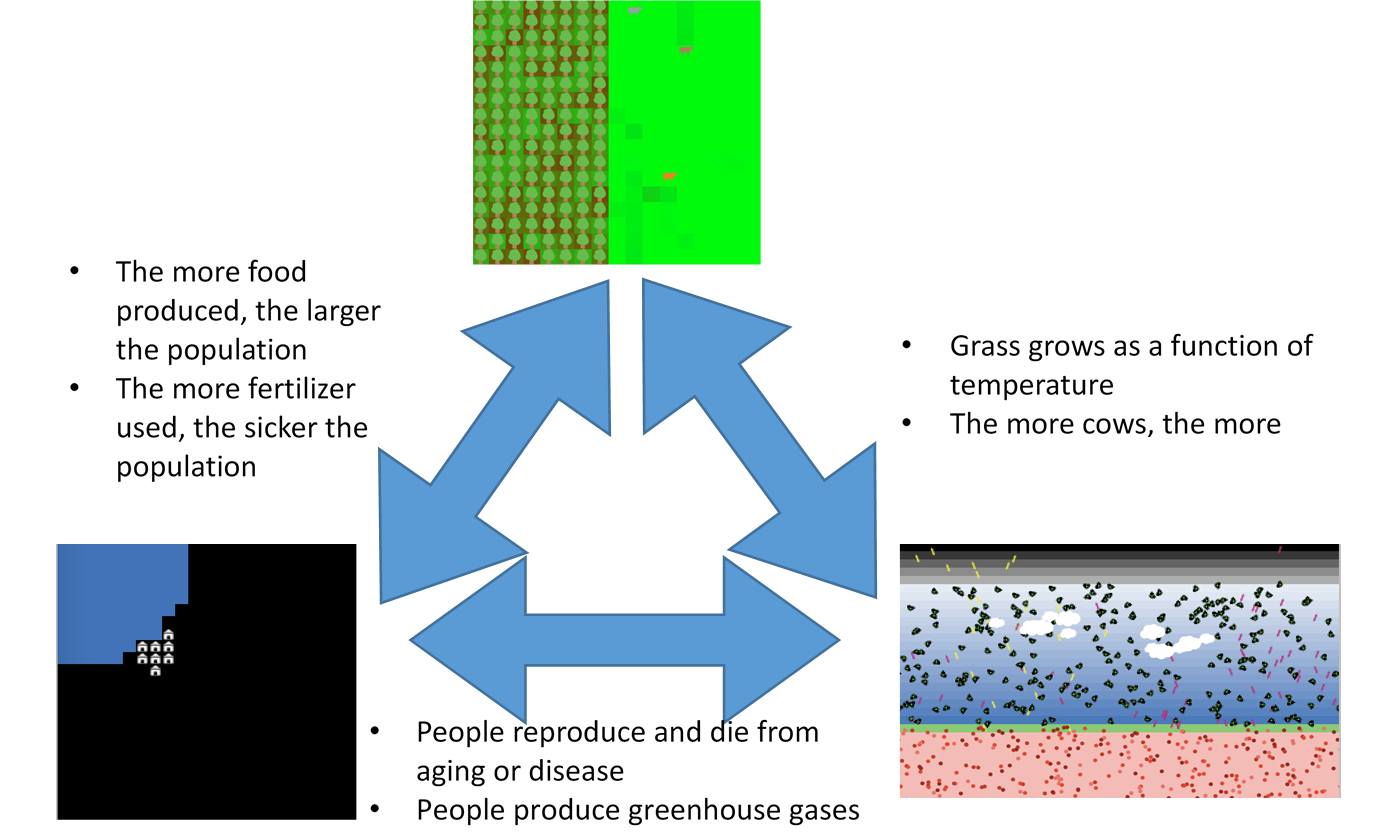 • The more food
produced, the larger
the population
• The more fertilizer
used, the sicker the
population
• Grass grows as a function of
temperature
• The more cows, the more
• People reproduce and die from
aging or disease
• People produce greenhouse gases